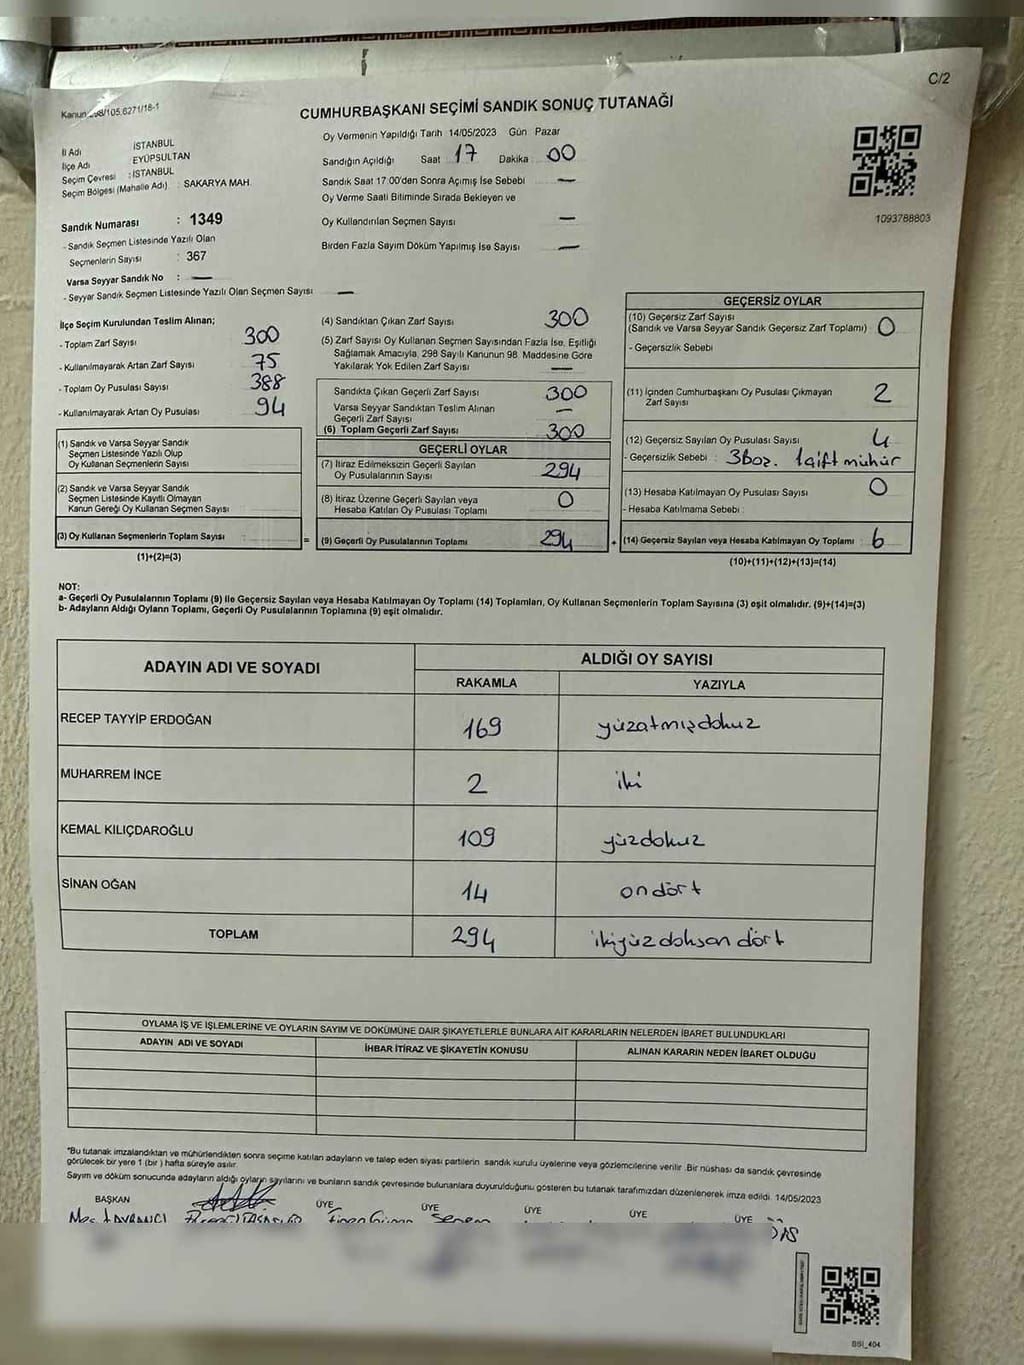 C/2
CUMHURBAŞKANI SEÇİMİ SANDIK SONUÇ TUTANAĞI
İl Adı İSTANBUL
İlçe Adı EYÜPSULTAN
Seçim Çevresi : İSTANBUL
Seçim Bölgesi (Mahalle Adı) : SAKARYA MAH.
Sandık Numarası : 1349
- Sandık Seçmen Listesinde Yazılı Olan
Seçmenlerin Sayısı : 367
Varsa Seyyar Sandık No : —
- Seyyar Sandık Seçmen Listesinde Yazılı Olan Seçmen Sayısı —
Oy Vermenin Yapıldığı Tarih 14/05/2023 Gün Pazar
Sandığın Açıldığı Saat 17 Dakika 00
Sandık Saat 17:00'den Sonra Açımış İse Sebebi —
Oy Verme Saati Bitiminde Sırada Bekleyen ve
Oy Kullandırılan Seçmen Sayısı —
Birden Fazla Sayım Döküm Yapılmış İse Sayısı —
1093788803
İlçe Seçim Kurulundan Teslim Alınan;
- Toplam Zarf Sayısı 300
- Kullanılmayarak Artan Zarf Sayısı 75
- Toplam Oy Pusulası Sayısı 388
- Kullanılmayarak Artan Oy Pusulası 94
(1) Sandık ve Varsa Seyyar Sandık
Seçmen Listesinde Yazılı Olup
Oy Kullanan Seçmenlerin Sayısı
(2) Sandık ve Varsa Seyyar Sandık
Seçmen Listesinde Kayıtlı Olmayan
Kanun Gereği Oy Kullanan Seçmen Sayısı
(3) Oy Kullanan Seçmenlerin Toplam Sayısı
(1)+(2)=(3)
(4) Sandıktan Çıkan Zarf Sayısı 300
(5) Zarf Sayısı Oy Kullanan Seçmen Sayısından Fazla İse, Eşitliği
Sağlamak Amacıyla, 298 Sayılı Kanunun 98. Maddesine Göre
Yakılarak Yok Edilen Zarf Sayısı —
Sandıkta Çıkan Geçerli Zarf Sayısı 300
Varsa Seyyar Sandıktan Teslim Alınan
Geçerli Zarf Sayısı —
(6) Toplam Geçerli Zarf Sayısı 300
GEÇERLİ OYLAR
(7) İtiraz Edilmeksizin Geçerli Sayılan
Oy Pusulalarının Sayısı 294
(8) İtiraz Üzerine Geçerli Sayılan veya
Hesaba Katılan Oy Pusulası Toplamı 0
= (9) Geçerli Oy Pusulalarının Toplamı 294
GEÇERSİZ OYLAR
(10) Geçersiz Zarf Sayısı
(Sandık ve Varsa Seyyar Sandık Geçersiz Zarf Toplamı) 0
- Geçersizlik Sebebi
(11) İçinden Cumhurbaşkanı Oy Pusulası Çıkmayan
Zarf Sayısı 2
(12) Geçersiz Sayılan Oy Pusulası Sayısı 4
- Geçersizlik Sebebi : 3 Boz. 1 çift mühür
(13) Hesaba Katılmayan Oy Pusulası Sayısı 0
- Hesaba Katılmama Sebebi :
+ (14) Geçersiz Sayılan veya Hesaba Katılmayan Oy Toplamı : 6
(10)+(11)+(12)+(13)=(14)
NOT:
a- Geçerli Oy Pusulalarının Toplamı (9) ile Geçersiz Sayılan veya Hesaba Katılmayan Oy Toplamı (14) Toplamları, Oy Kullanan Seçmenlerin Toplam Sayısına (3) eşit olmalıdır. (9)+(14)=(3)
b- Adayların Aldığı Oyların Toplamı, Geçerli Oy Pusulalarının Toplamına (9) eşit olmalıdır.
ADAYIN ADI VE SOYADI ALDIĞI OY SAYISI
RAKAMLA YAZIYLA
RECEP TAYYİP ERDOĞAN 169 yüzatmışdokuz
MUHARREM İNCE 2 iki
KEMAL KILIÇDAROĞLU 109 yüzdokuz
SİNAN OĞAN 14 ondört
TOPLAM 294 ikiyüz doksan dört
OYLAMA İŞ VE İŞLEMLERİNE VE OYLARIN SAYIM VE DÖKÜMÜNE DAİR ŞİKAYETLERLE BUNLARA AİT KARARLARIN NELERDEN İBARET BULUNDUKLARI
ADAYIN ADI VE SOYADI İHBAR İTİRAZ VE ŞİKAYETİN KONUSU ALINAN KARARIN NEDEN İBARET OLDUĞU
*Bu tutanak imzalandıktan ve mühürlendikten sonra seçime katılan adayların ve talep eden siyasi partilerin sandık kurulu üyelerine veya gözlemcilerine verilir. Bir nüshası da sandık çevresinde
görülecek bir yere 1 (bir ) hafta süreyle asılır.
Sayım ve döküm sonucunda adayların aldığı oyların sayılarını ve bunların sandık çevresinde bulunanlara duyurulduğunu gösteren bu tutanak tarafımızdan düzenlenerek imza edildi. 14/05/2023
BAŞKAN ÜYE ÜYE ÜYE ÜYE ÜYE
BSI_404